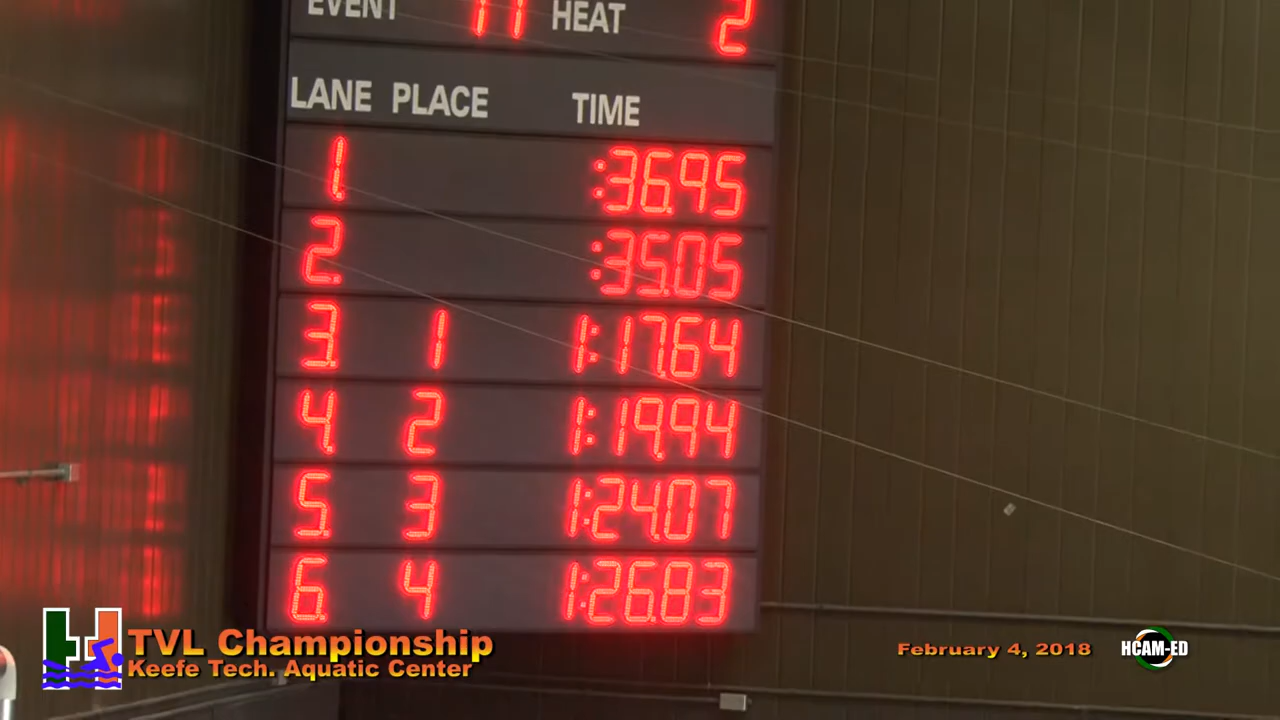 EVENT 11 HEAT 2
LANE PLACE TIME
1. :36.95
2. :35.05
3. 1 1:17.64
4. 2 1:19.94
5. 3 1:24.07
6. 4 1:26.83
H
TVL Championship
Keefe Tech. Aquatic Center
February 4, 2018
HCAM-ED